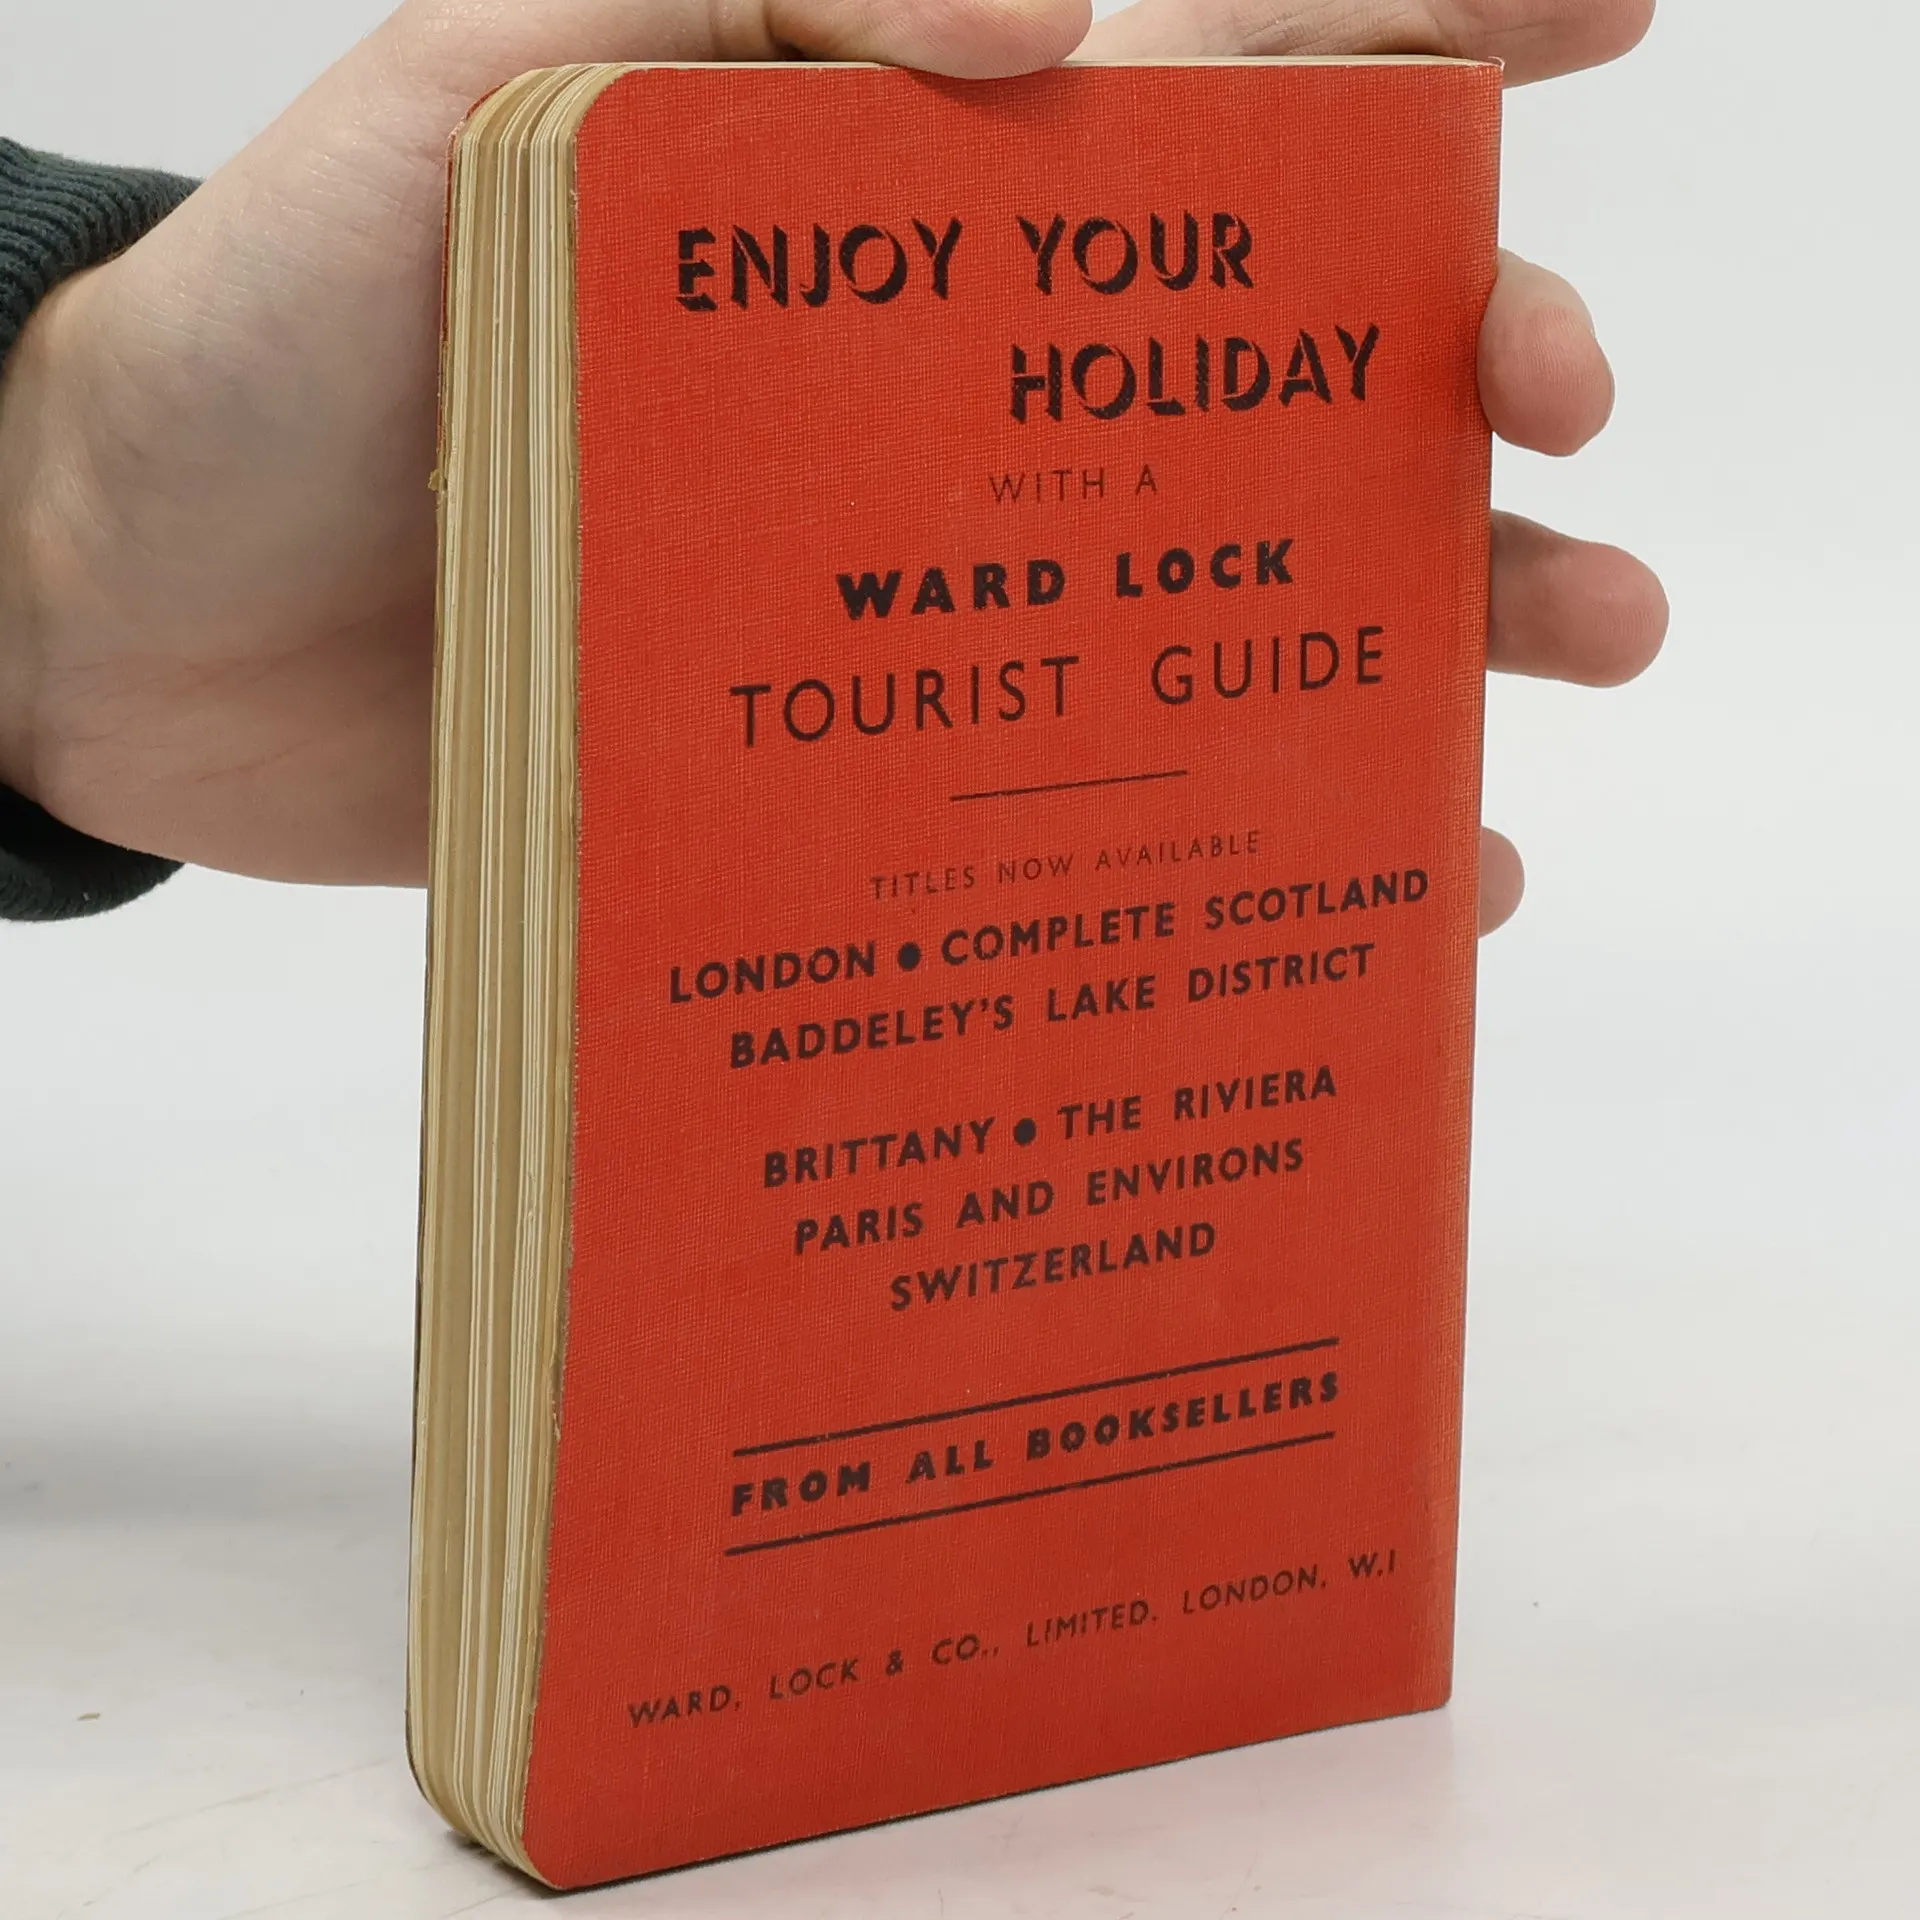 ENJOY YOUR
HOLIDAY
WITH A
WARD LOCK
TOURIST GUIDE
TITLES NOW AVAILABLE
LONDON ● COMPLETE SCOTLAND
BADDELEY'S LAKE DISTRICT
BRITTANY ● THE RIVIERA
PARIS AND ENVIRONS
SWITZERLAND
FROM ALL BOOKSELLERS
WARD, LOCK & CO., LIMITED, LONDON, W.1